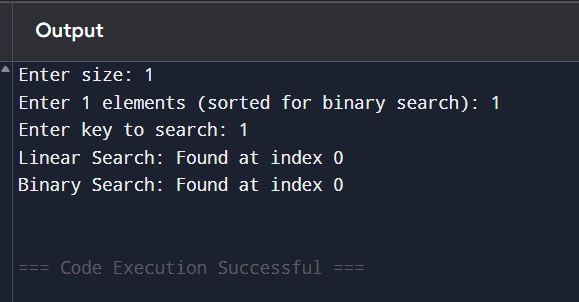 Output
Enter size: 1
Enter 1 elements (sorted for binary search): 1
Enter key to search: 1
Linear Search: Found at index 0
Binary Search: Found at index 0
=== Code Execution Successful ===